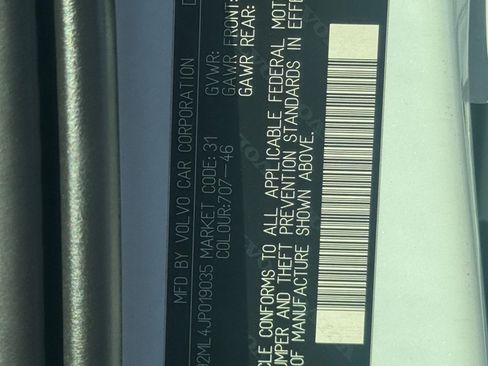 MFD BY VOLVO CAR CORPORATION
2ML4JP019035 MARKET CODE: 31
COLOUR:707-46
GVWR:
GAWR FRONT:
GAWR REAR:
CLE CONFORMS TO ALL APPLICABLE FEDERAL MOT
UMPER AND THEFT PREVENTION STANDARDS IN EFFE
OF MANUFACTURE SHOWN ABOVE.